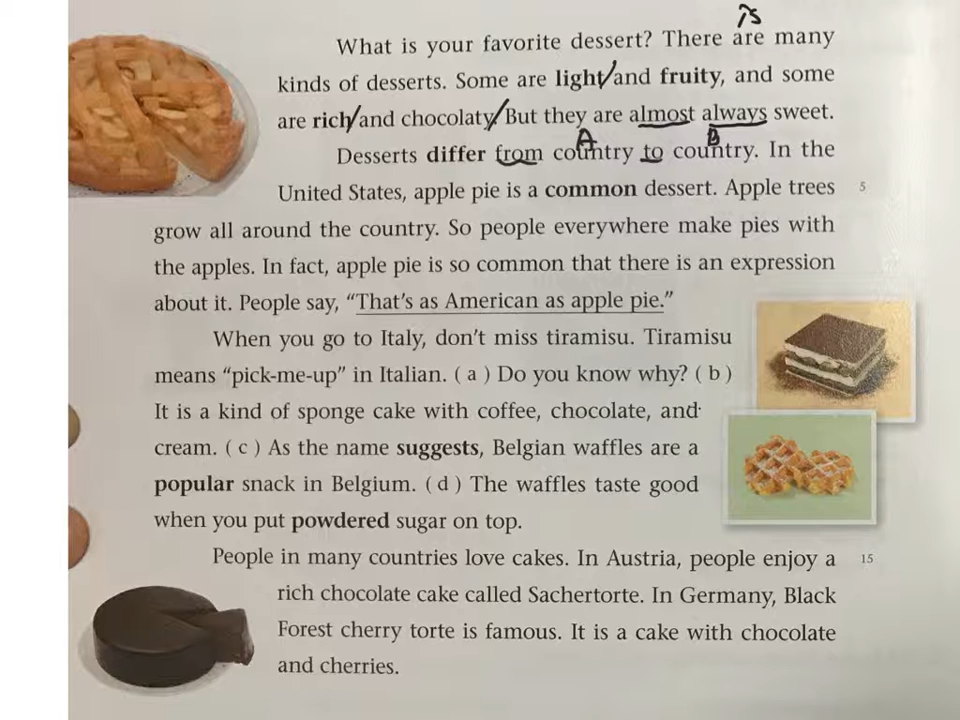 is
What is your favorite dessert? There are many
kinds of desserts. Some are light/and fruity, and some
are rich/and chocolaty/But they are almost always sweet.
A B
Desserts differ from country to country. In the
United States, apple pie is a common dessert. Apple trees 5
grow all around the country. So people everywhere make pies with
the apples. In fact, apple pie is so common that there is an expression
about it. People say, “That’s as American as apple pie.”
When you go to Italy, don’t miss tiramisu. Tiramisu
means “pick-me-up” in Italian. ( a ) Do you know why? ( b )
It is a kind of sponge cake with coffee, chocolate, and
cream. ( c ) As the name suggests, Belgian waffles are a
popular snack in Belgium. ( d ) The waffles taste good
when you put powdered sugar on top.
People in many countries love cakes. In Austria, people enjoy a 15
rich chocolate cake called Sachertorte. In Germany, Black
Forest cherry torte is famous. It is a cake with chocolate
and cherries.